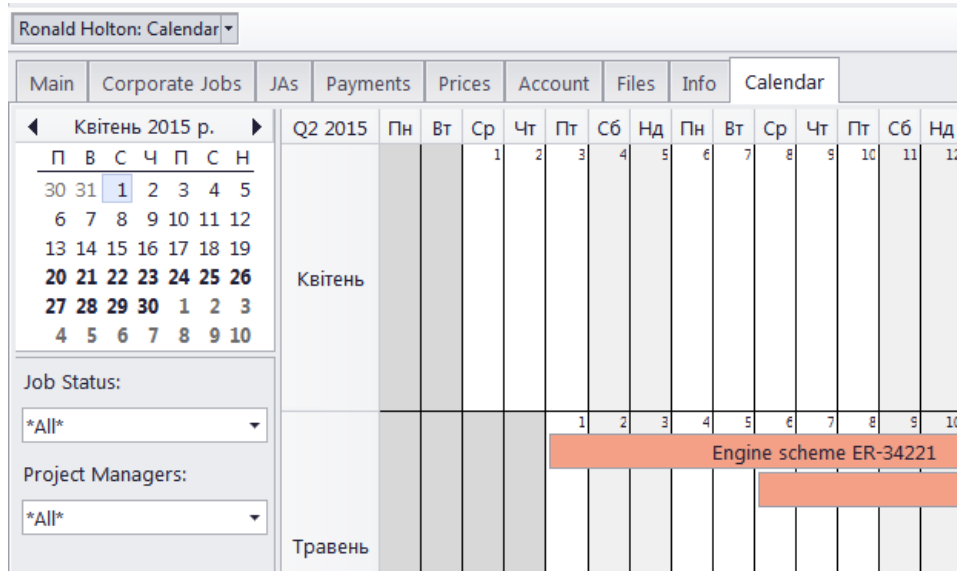 Ronald Holton: Calendar
Main Corporate Jobs JAs Payments Prices Account Files Info Calendar
Квітень 2015 р.
П В С Ч П С Н
30 31 1 2 3 4 5
6 7 8 9 10 11 12
13 14 15 16 17 18 19
20 21 22 23 24 25 26
27 28 29 30 1 2 3
4 5 6 7 8 9 10
Job Status:
*All*
Project Managers:
*All*
Q2 2015 Пн Вт Ср Чт Пт Сб Нд Пн Вт Ср Чт Пт Сб Нд
1 2 3 4 5 6 7 8 9 10 11 12
Квітень
1 2 3 4 5 6 7 8 9 10
Engine scheme ER-34221
Травень